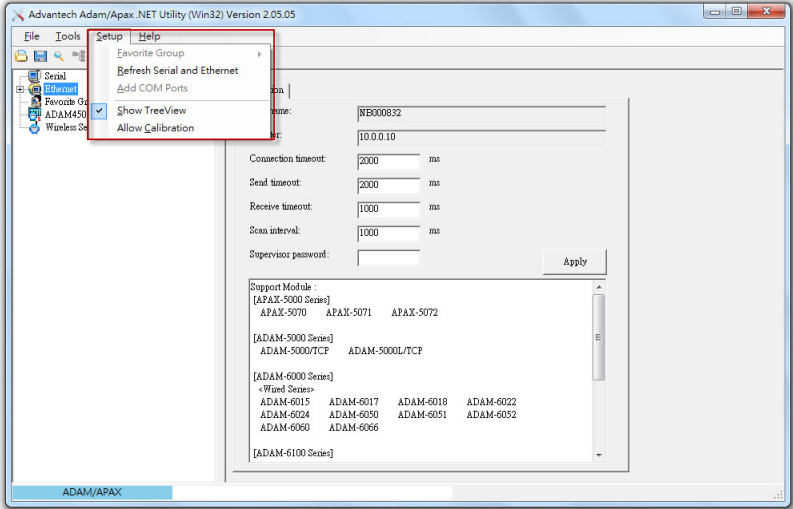 Advantech Adam/Apax .NET Utility (Win32) Version 2.05.05
File Tools Setup Help
Favorite Group
Refresh Serial and Ethernet
Add COM Ports
Show TreeView
Allow Calibration
Serial
Ethernet
Favorite Gr
ADAM450
Wireless Se
ion
name: NB000832
er: 10.0.0.10
Connection timeout: 2000 ms
Send timeout: 2000 ms
Receive timeout: 1000 ms
Scan interval: 1000 ms
Supervisor password:
Apply
Support Module :
[APAX-5000 Series]
APAX-5070 APAX-5071 APAX-5072
[ADAM-5000 Series]
ADAM-5000/TCP ADAM-5000L/TCP
[ADAM-6000 Series]
<Wired Series>
ADAM-6015 ADAM-6017 ADAM-6018 ADAM-6022
ADAM-6024 ADAM-6050 ADAM-6051 ADAM-6052
ADAM-6060 ADAM-6066
[ADAM-6100 Series]
ADAM/APAX